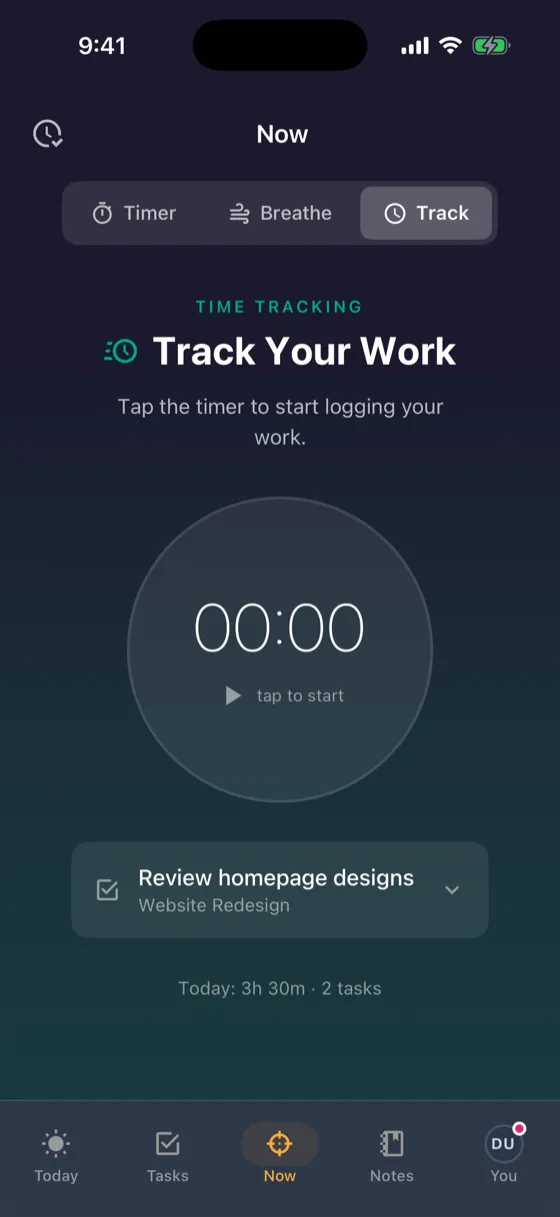 9:41
Now
Timer
Breathe
Track
TIME TRACKING
Track Your Work
Tap the timer to start logging your
work.
00:00
tap to start
Review homepage designs
Website Redesign
Today: 3h 30m · 2 tasks
DU
Today
Tasks
Now
Notes
You